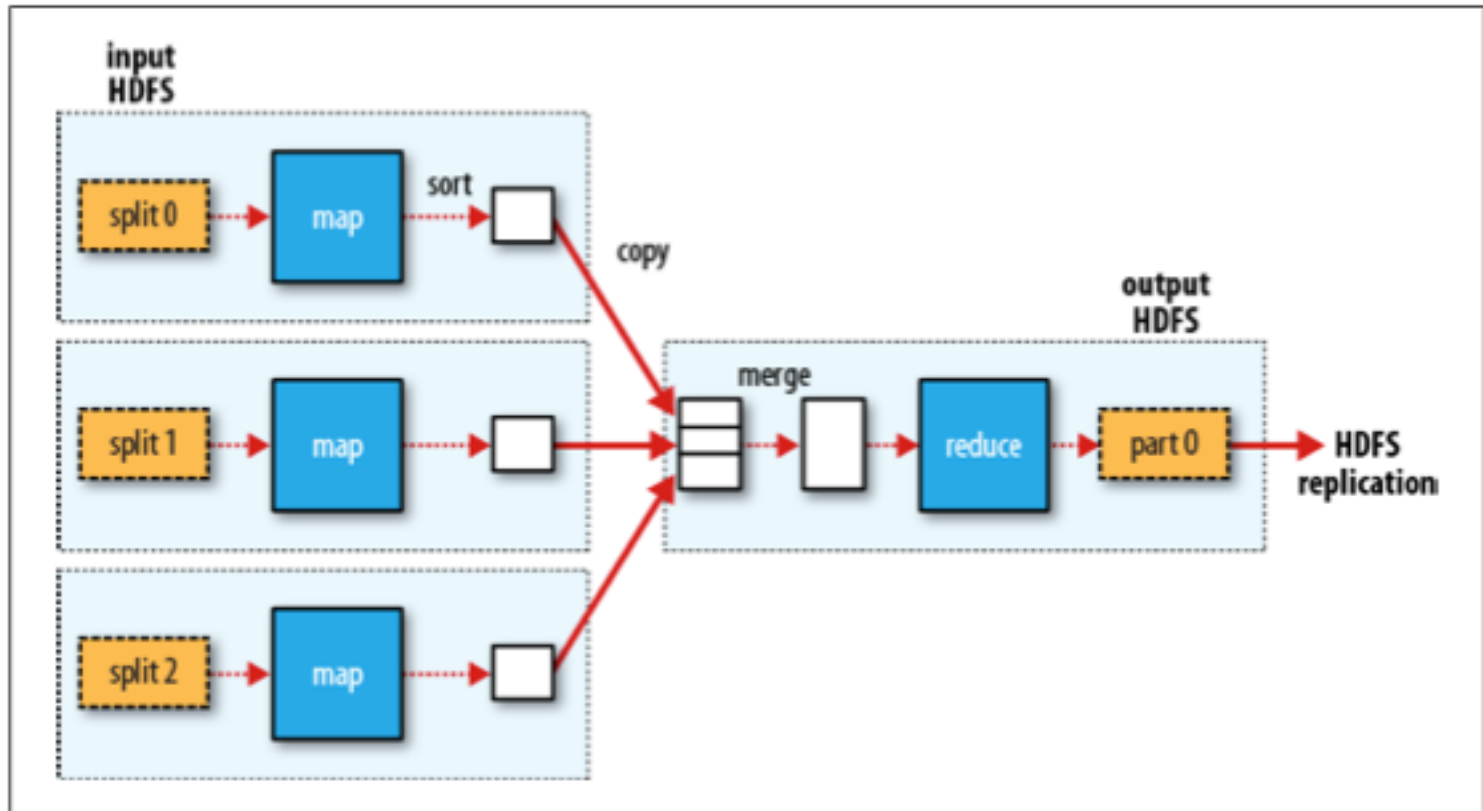 input
HDFS
split 0
map
sort
copy
split 1
map
split 2
map
output
HDFS
merge
reduce
part 0
HDFS
replication